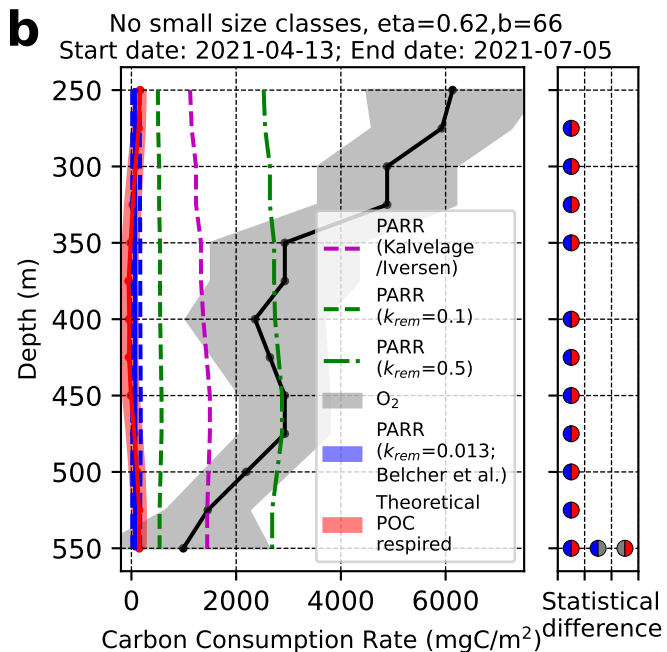 b
No small size classes, eta=0.62,b=66
Start date: 2021-04-13; End date: 2021-07-05
250
300
350
400
450
500
550
Depth (m)
PARR
(Kalvelage
/Iversen)
PARR
(k_rem=0.1)
PARR
(k_rem=0.5)
O₂
PARR
(k_rem=0.013;
Belcher et al.)
Theoretical
POC
respired
0 2000 4000 6000
Carbon Consumption Rate (mgC/m²)
Statistical
difference